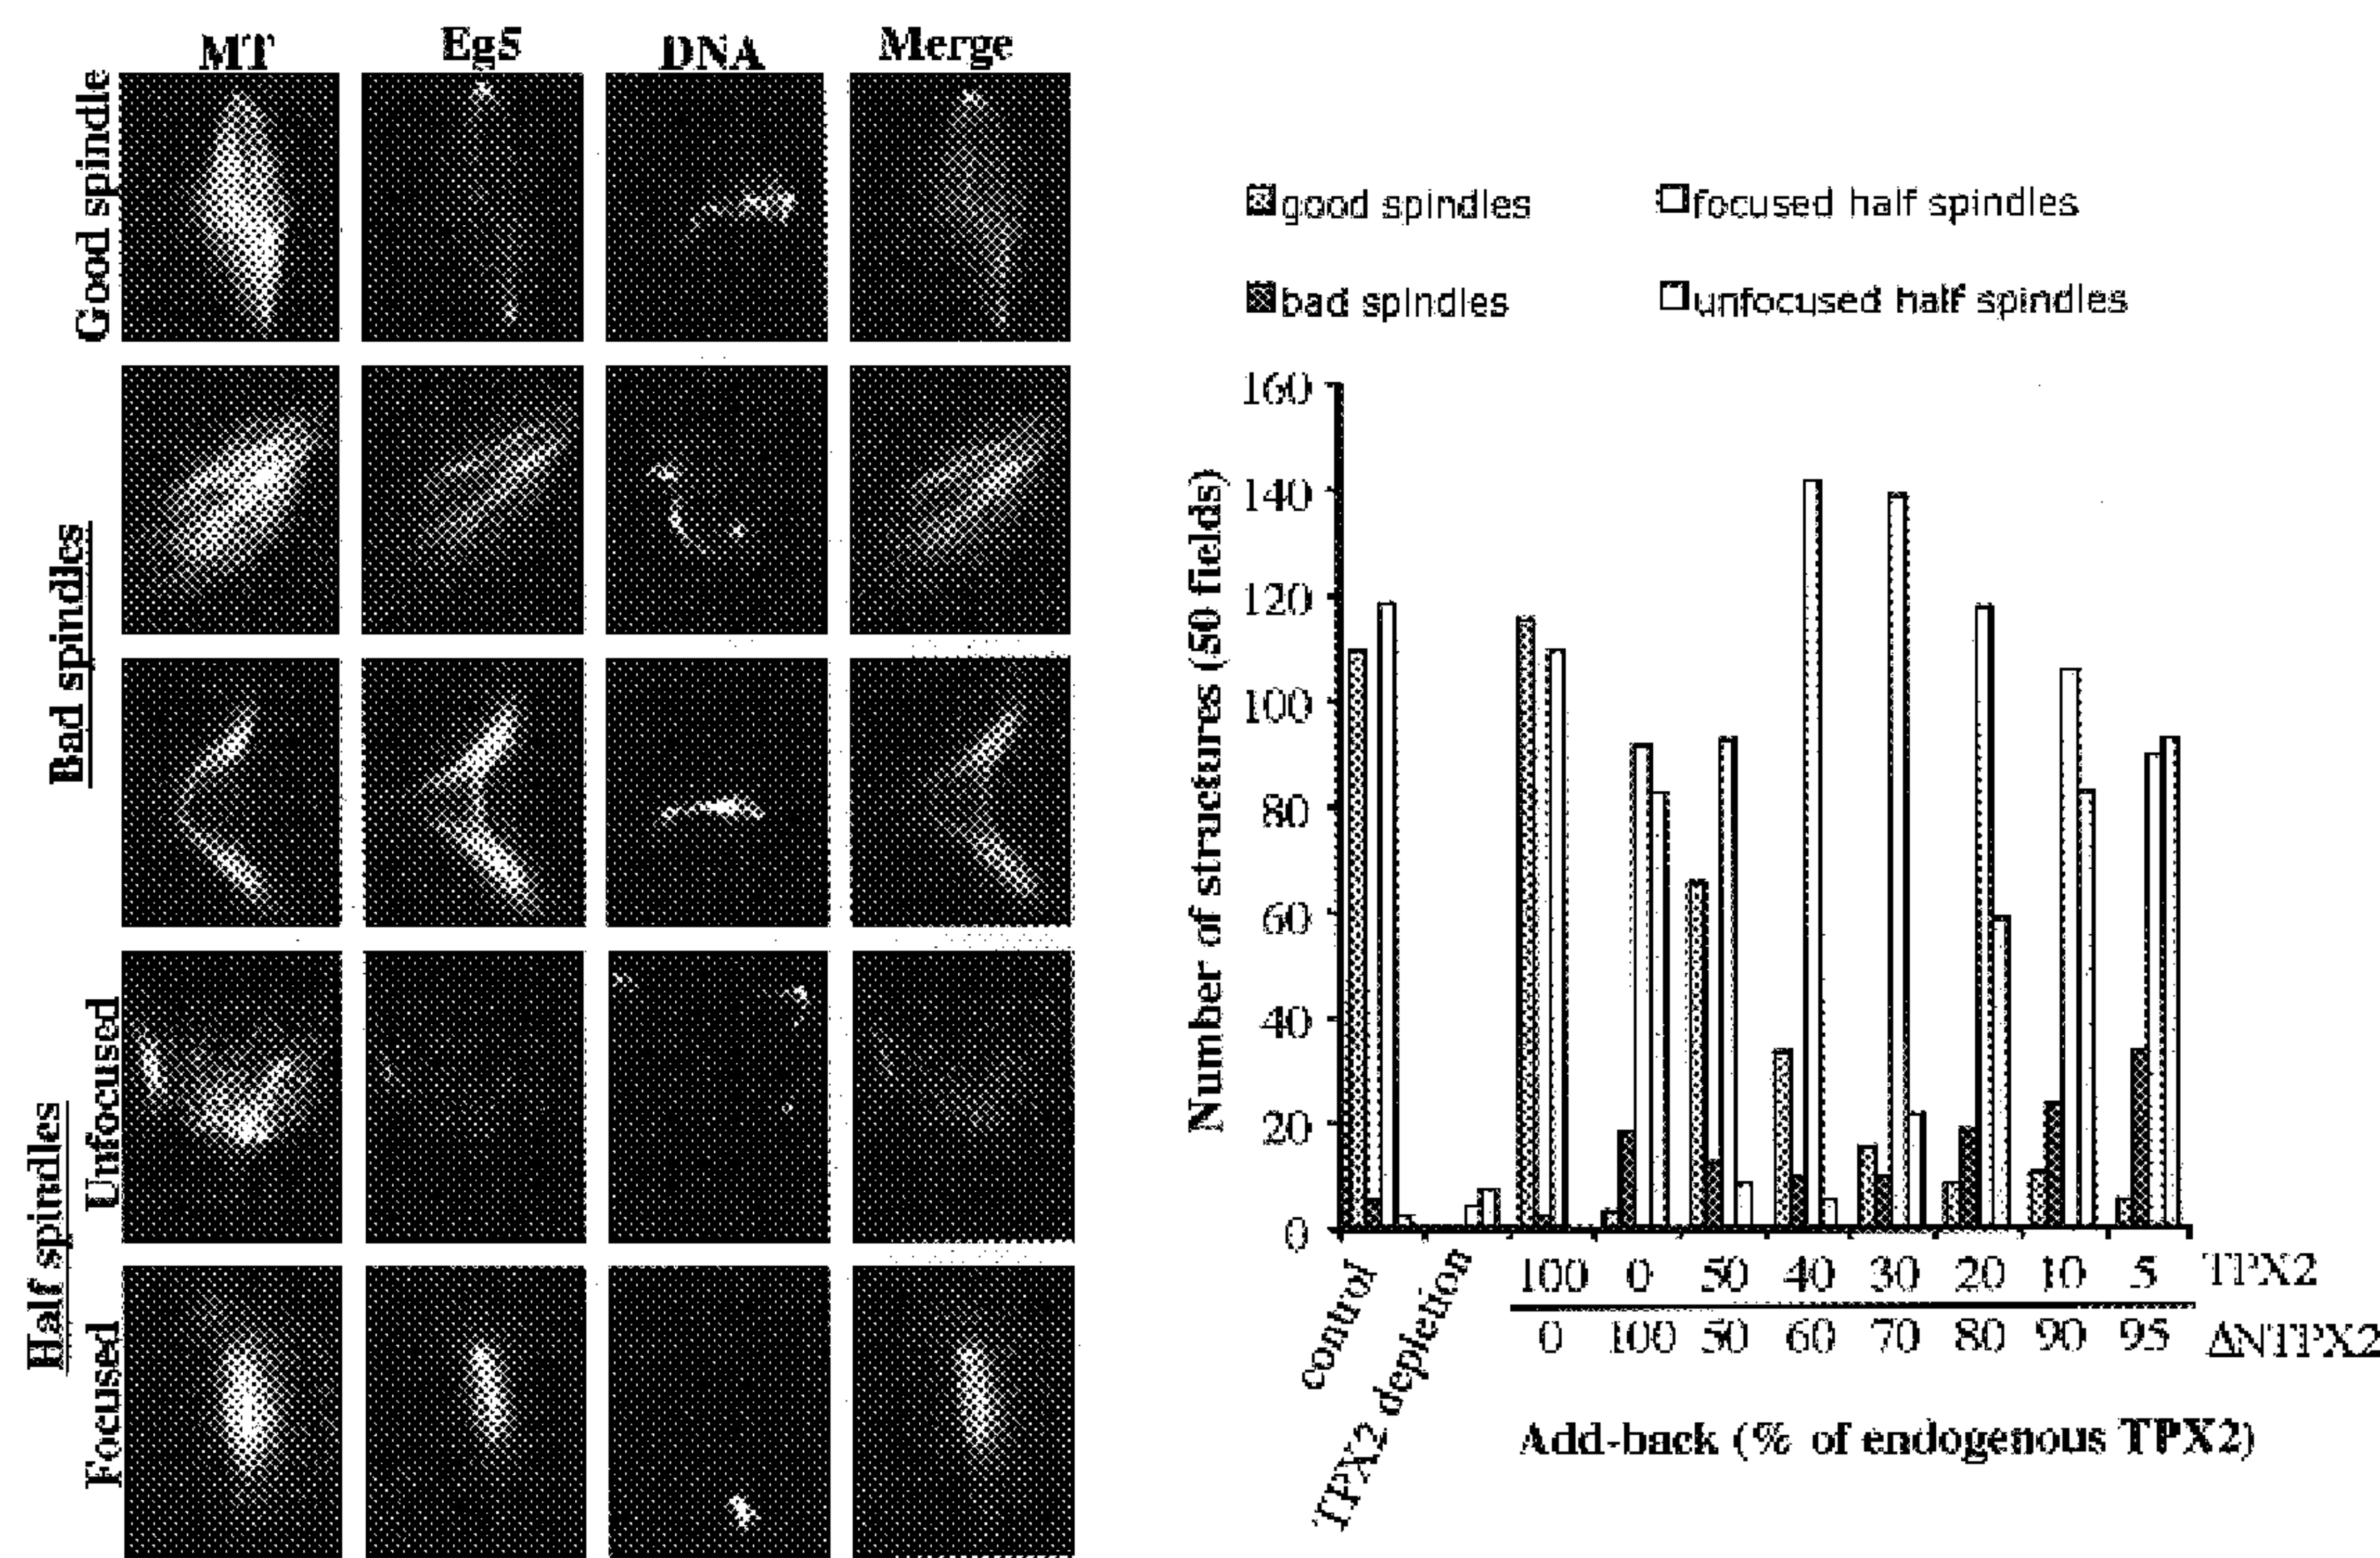 MT Eg5 DNA Merge
Good spindle
Bad spindles
Half spindles
Unfocused
Focused
good spindles
focused half spindles
bad spindles
unfocused half spindles
Number of structures (50 fields)
160
140
120
100
80
60
40
20
0
control
TPX2 depletion
100 0 50 40 30 20 10 5 TPX2
0 100 50 60 70 80 90 95 ΔNTPX2
Add-back (% of endogenous TPX2)